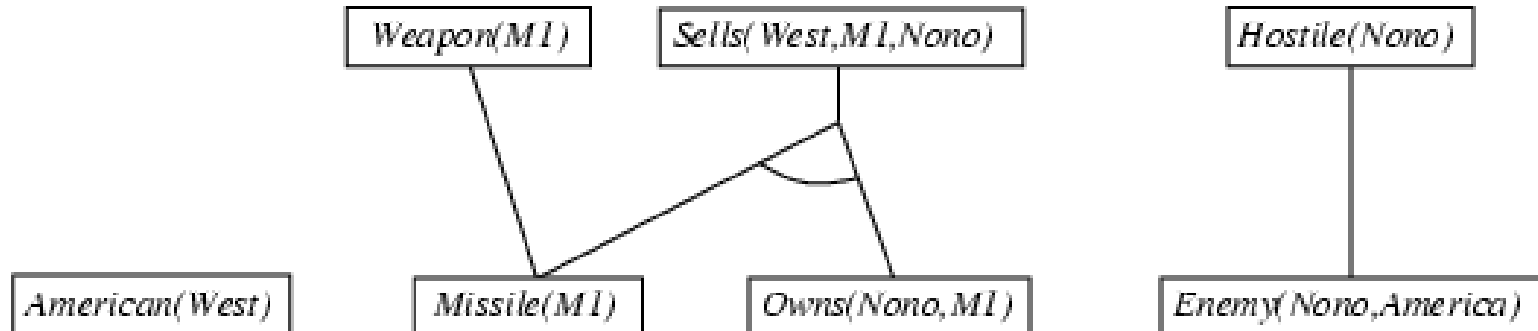 Weapon(M1)
Sells(West,M1,Nono)
Hostile(Nono)
American(West)
Missile(M1)
Owns(Nono,M1)
Enemy(Nono,America)